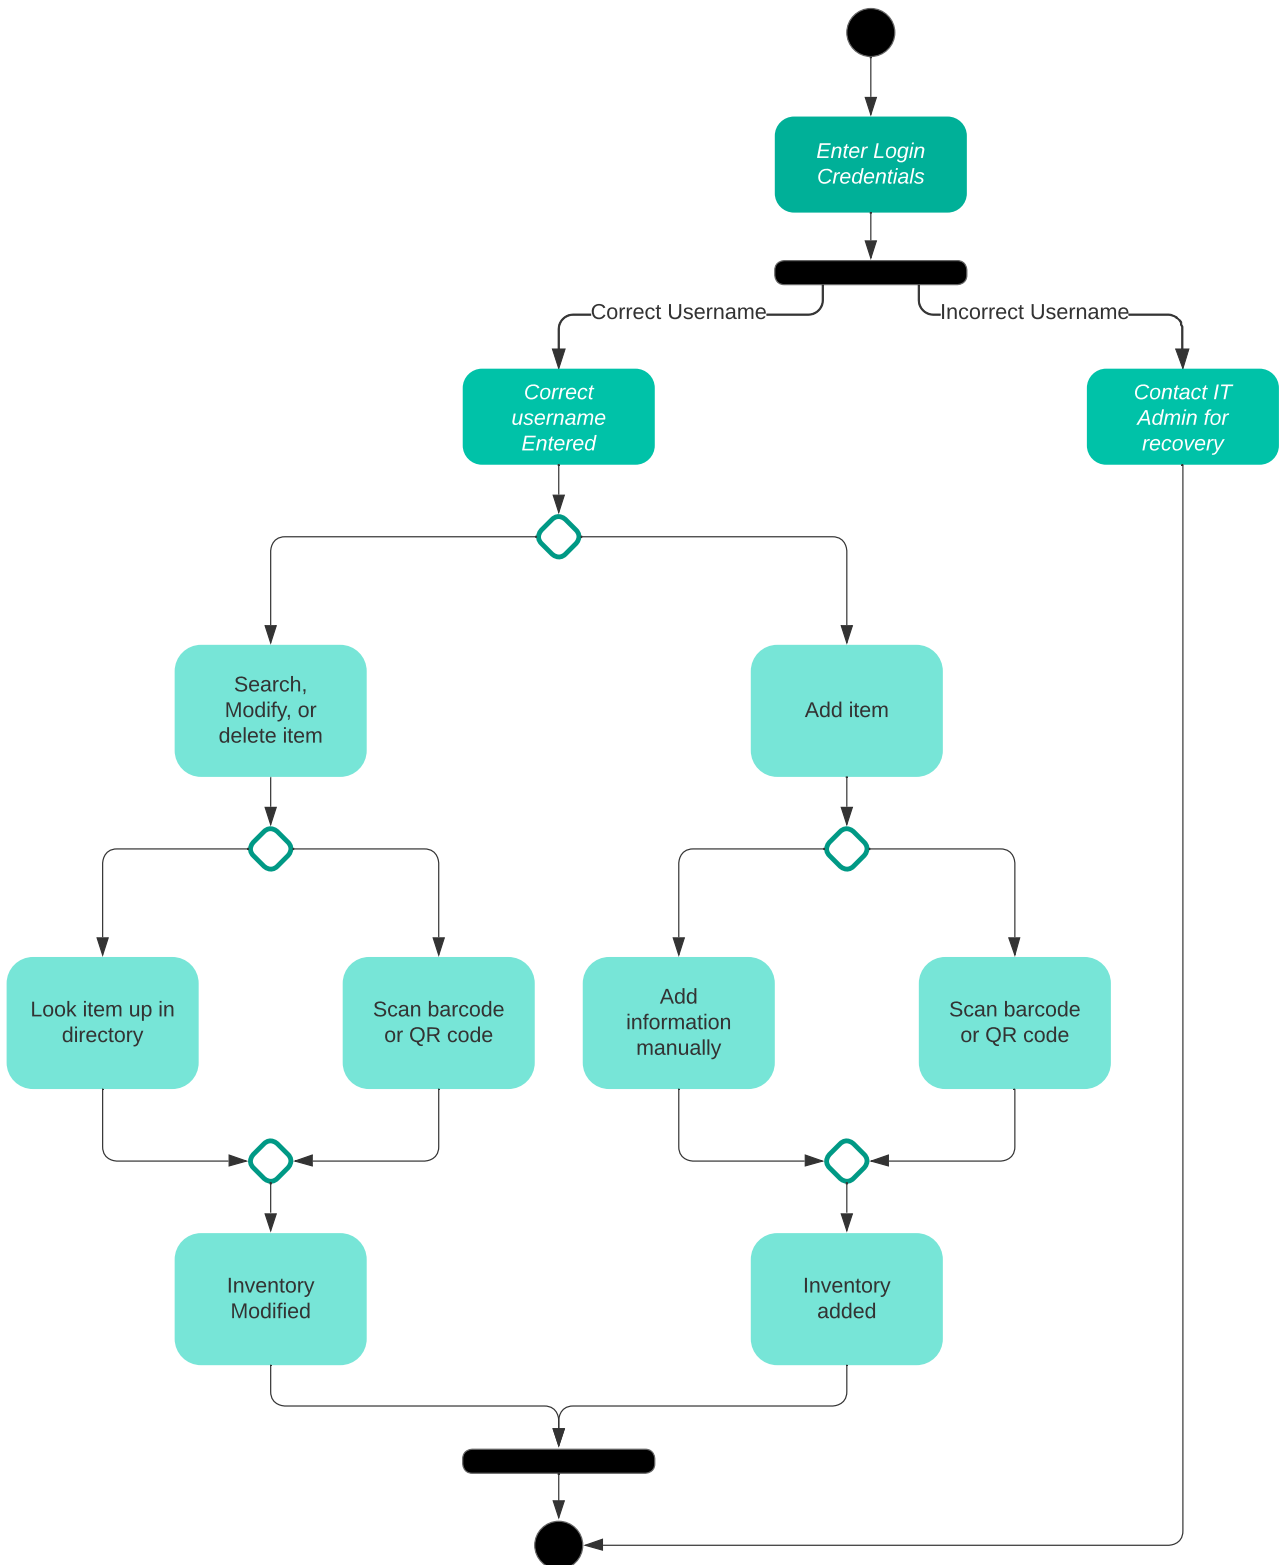 Enter Login
Credentials
Correct Username
Incorrect Username
Correct
username
Entered
Contact IT
Admin for
recovery
Search,
Modify, or
delete item
Add item
Look item up in
directory
Scan barcode
or QR code
Add
information
manually
Scan barcode
or QR code
Inventory
Modified
Inventory
added